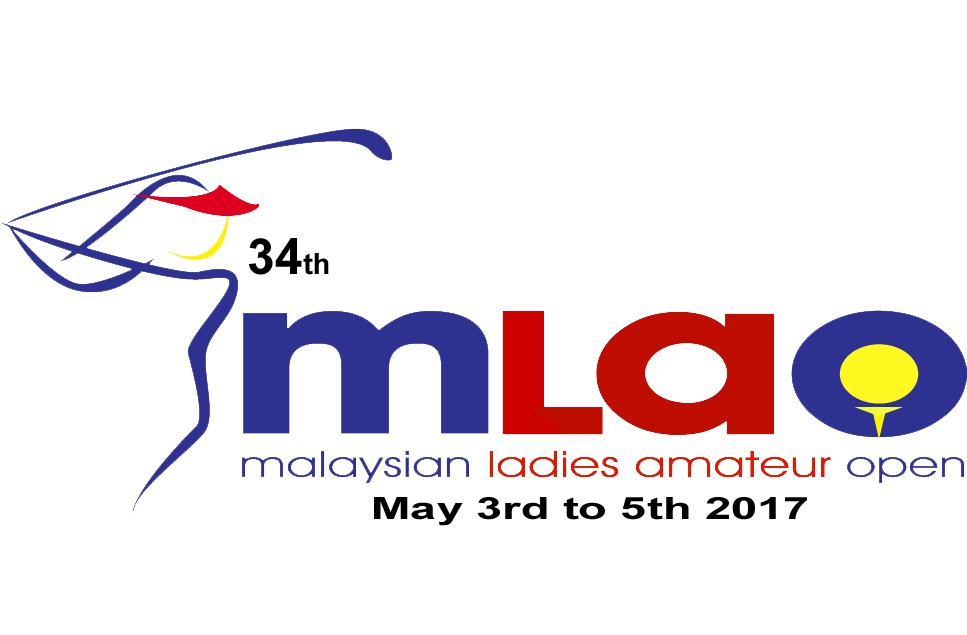 34th
mLao
malaysian ladies amateur open
May 3rd to 5th 2017